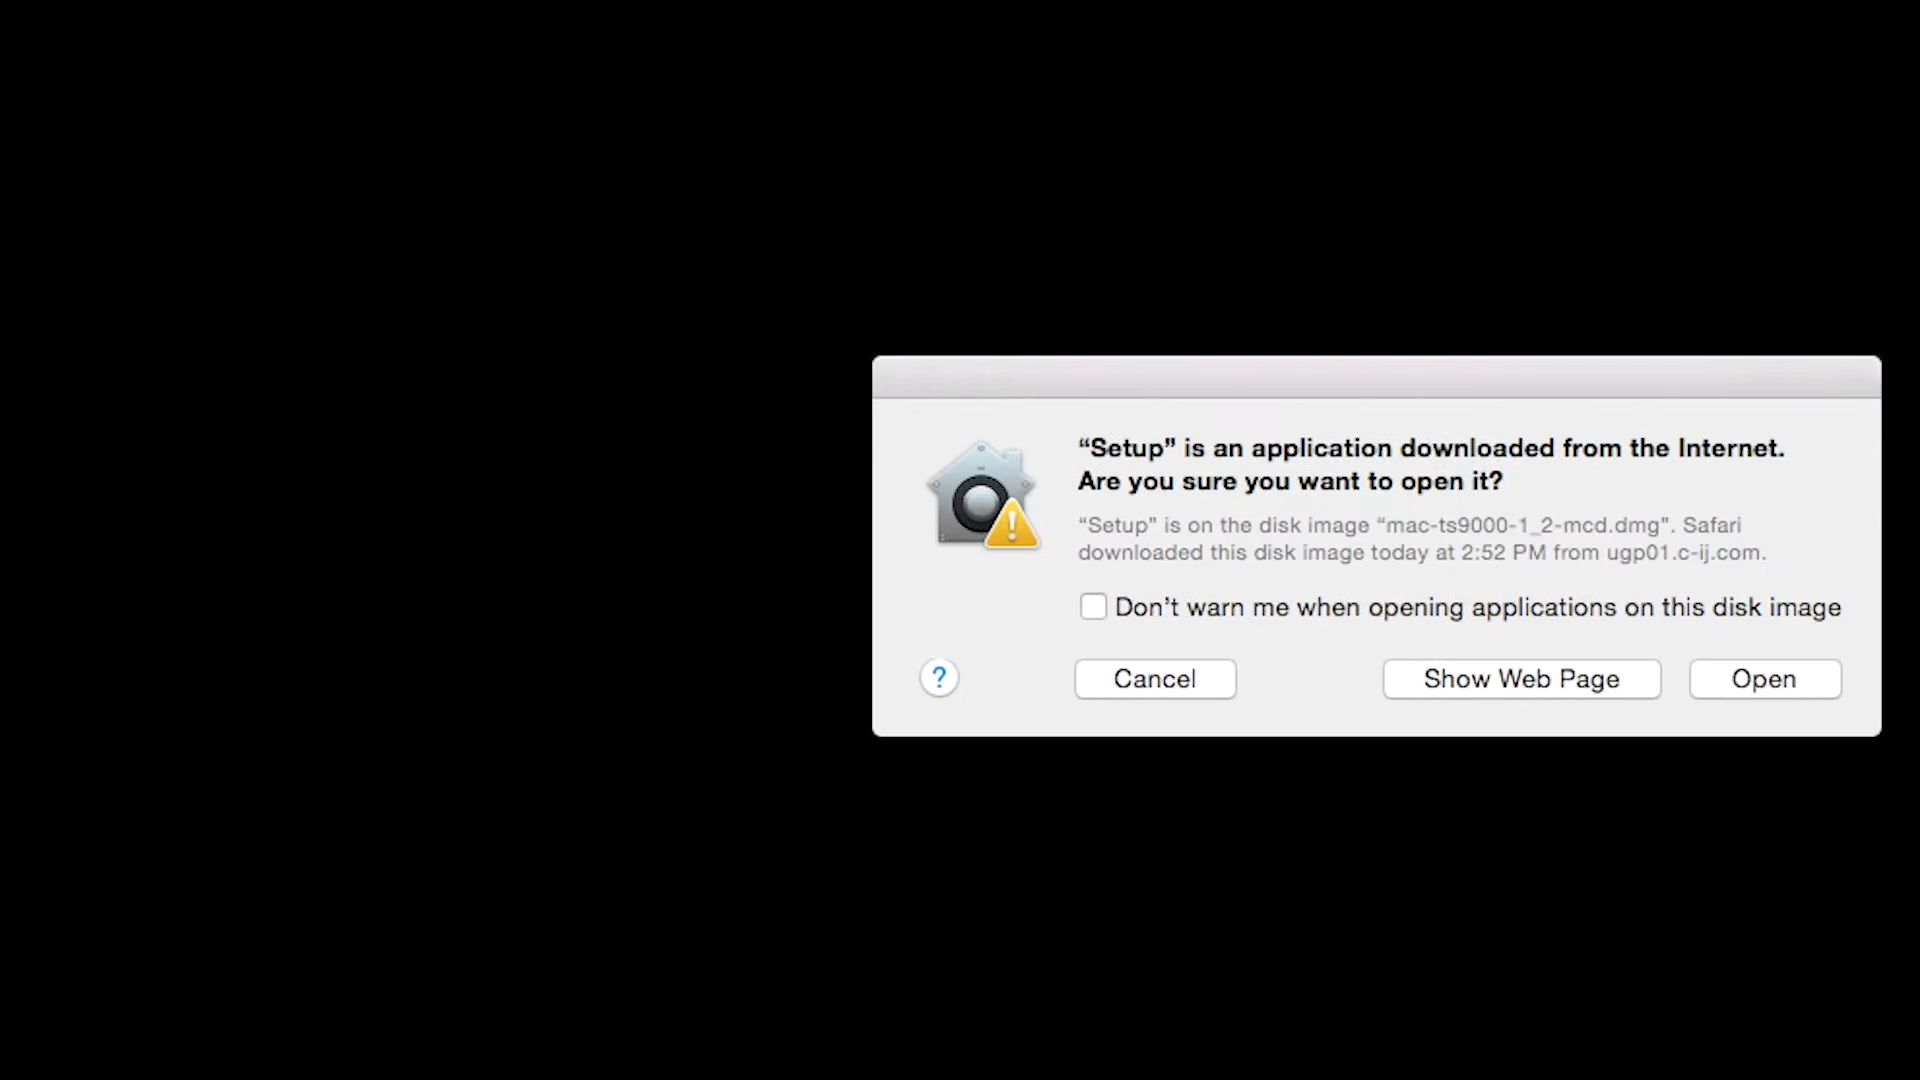 “Setup” is an application downloaded from the Internet.
Are you sure you want to open it?
“Setup” is on the disk image “mac-ts9000-1_2-mcd.dmg”. Safari
downloaded this disk image today at 2:52 PM from ugp01.c-ij.com.
Don’t warn me when opening applications on this disk image
? Cancel Show Web Page Open